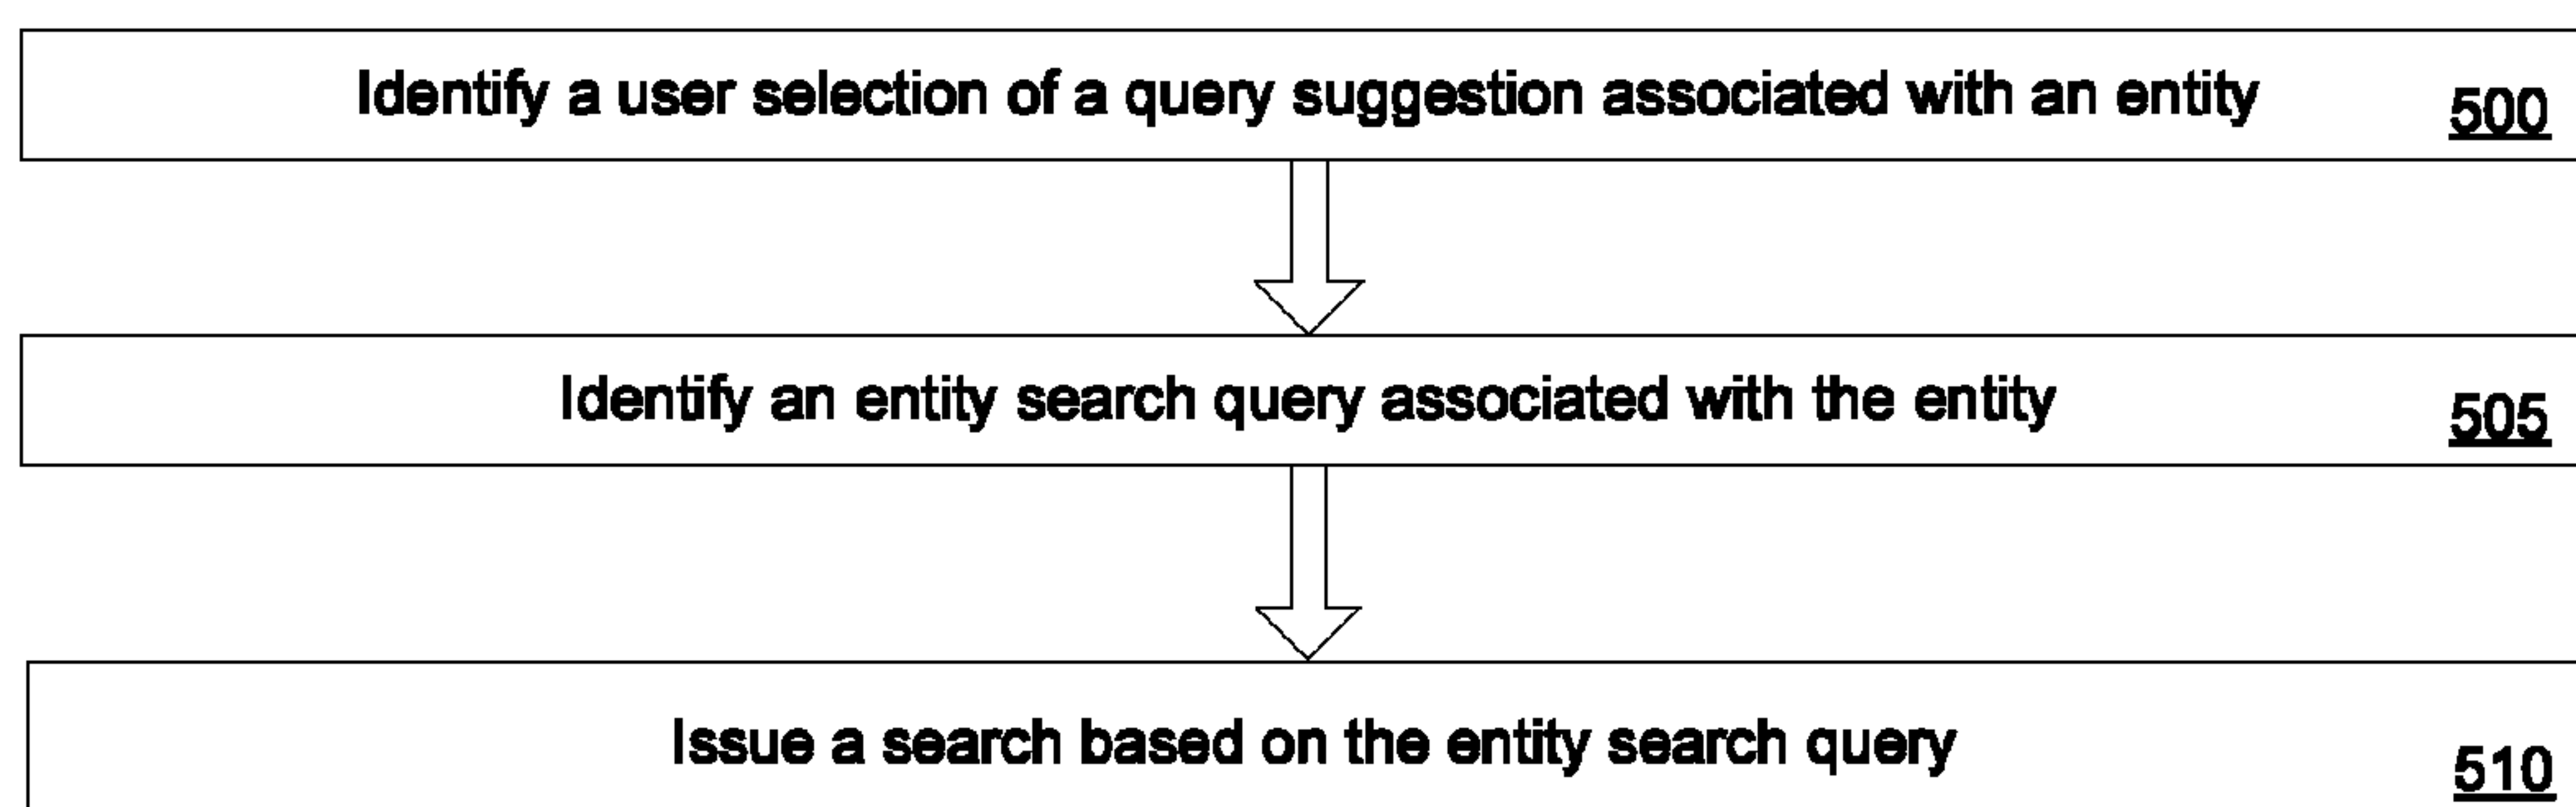 Identify a user selection of a query suggestion associated with an entity 500
Identify an entity search query associated with the entity 505
Issue a search based on the entity search query 510